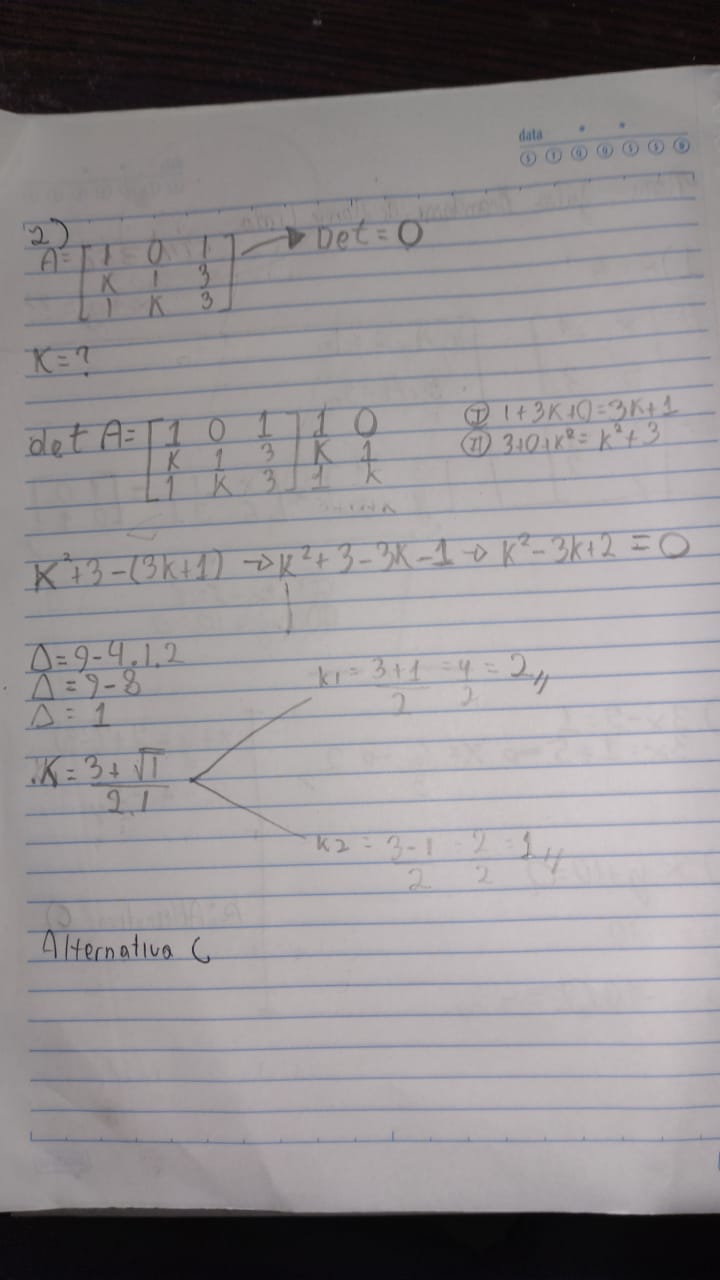 data
S T Q Q S S D
2)
A= [1 0 1 → Det = 0
K 1 3
1 K 3]
K = ?
det A= [1 0 1] 1 0 I 1+3K+0=3K+1
K 1 3 K 1 II 3+0+K²= K²+3
1 K 3 1 K
K²+3-(3K+1) → K²+3-3K-1 → K²-3K+2 = 0
Δ=9-4.1.2
Δ=9-8
Δ= 1
K1 = 3+1/2 = 4/2 = 2//
.K = 3+√1/2.1
K2 = 3-1/2 = 2/2 = 1//
Alternativa C